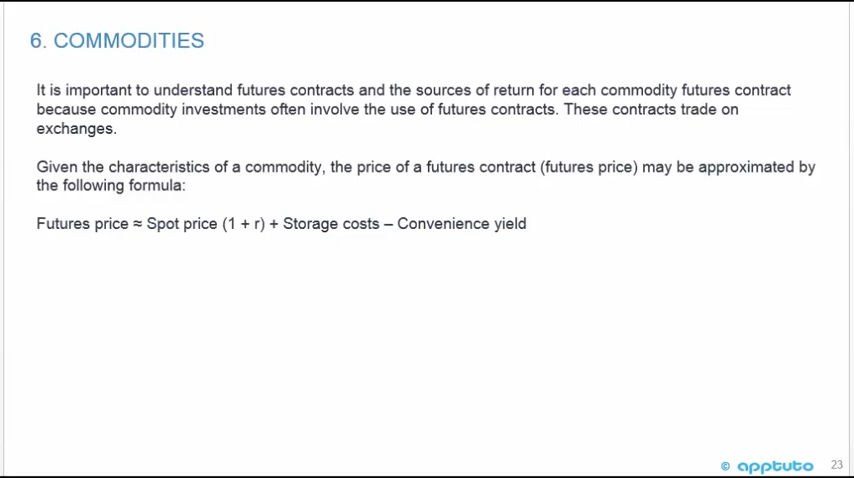 6. COMMODITIES
It is important to understand futures contracts and the sources of return for each commodity futures contract
because commodity investments often involve the use of futures contracts. These contracts trade on
exchanges.
Given the characteristics of a commodity, the price of a futures contract (futures price) may be approximated by
the following formula:
Futures price ≈ Spot price (1 + r) + Storage costs – Convenience yield
© apptuto 23